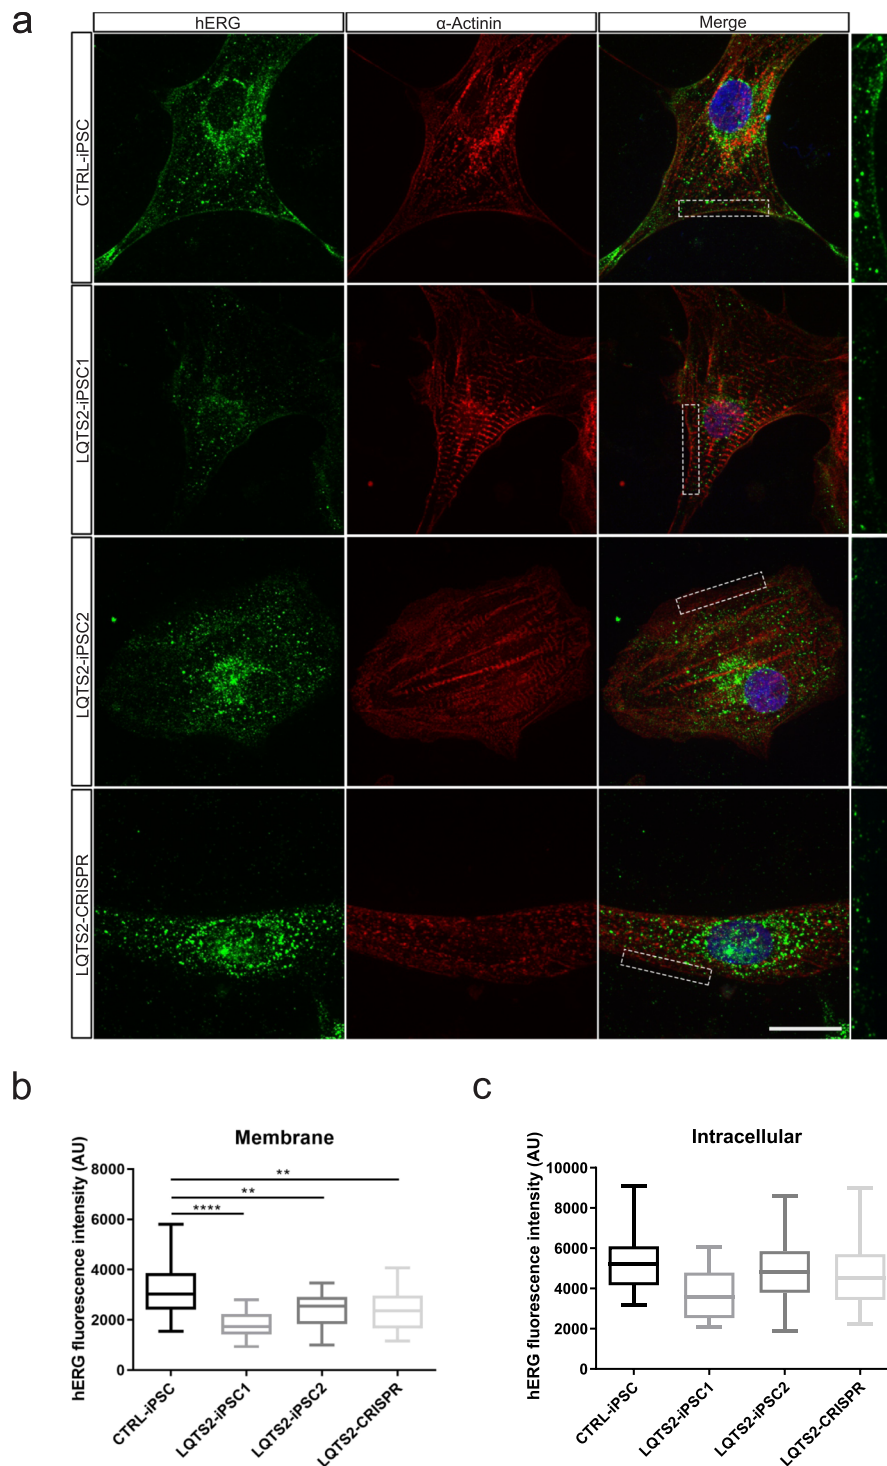 a
hERG
α-Actinin
Merge
CTRL-iPSC
LQTS2-iPSC1
LQTS2-iPSC2
LQTS2-CRISPR
b
Membrane
hERG fluorescence intensity (AU)
8000
6000
4000
2000
0
**
**
****
CTRL-iPSC
LQTS2-iPSC1
LQTS2-iPSC2
LQTS2-CRISPR
c
Intracellular
hERG fluorescence intensity (AU)
10000
8000
6000
4000
2000
0
CTRL-iPSC
LQTS2-iPSC1
LQTS2-iPSC2
LQTS2-CRISPR